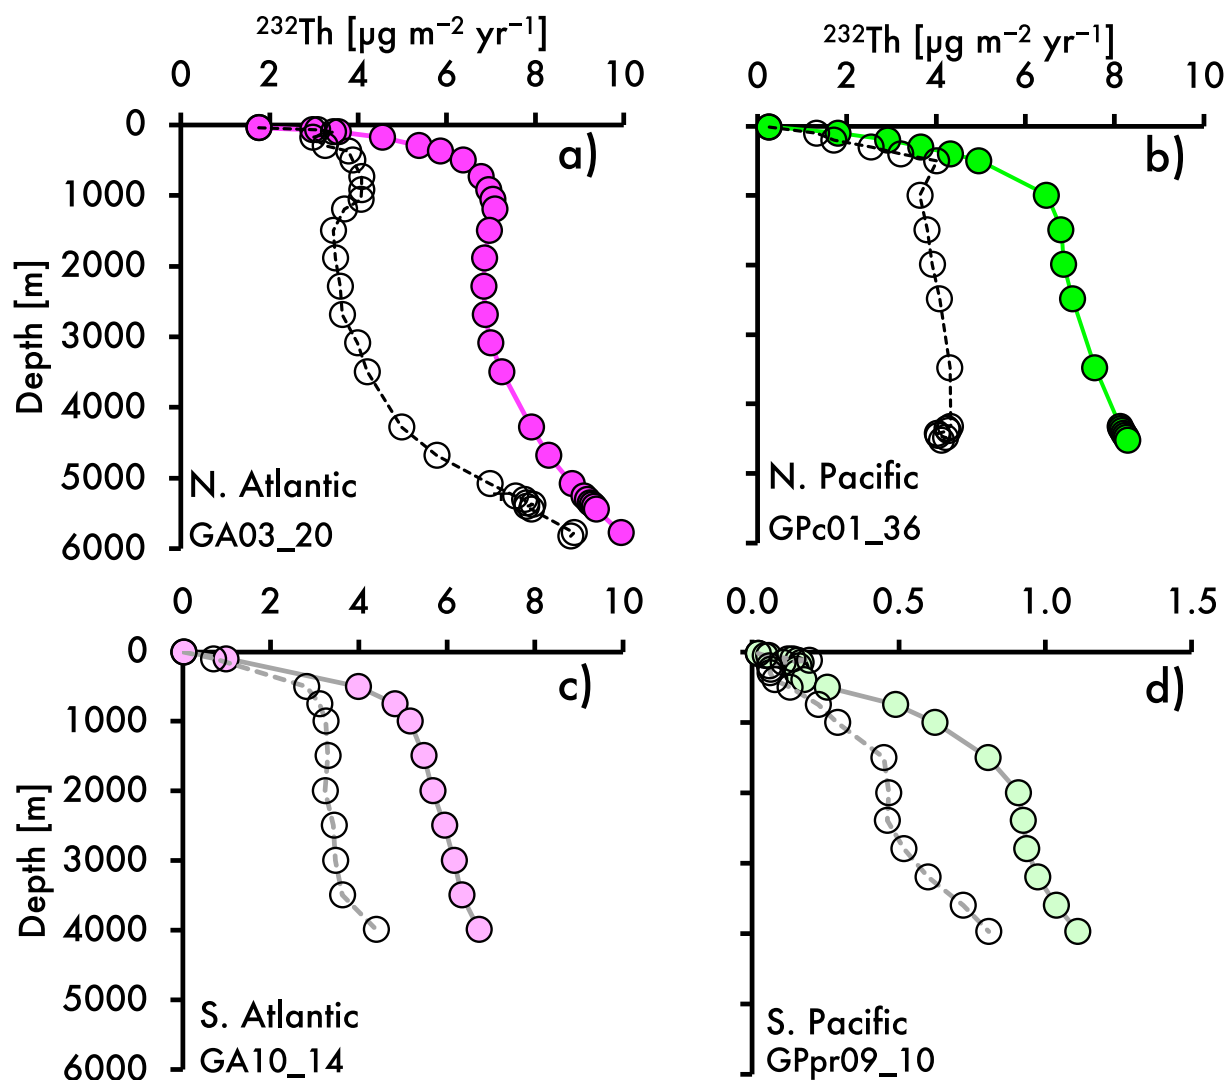 ²³²Th [µg m⁻² yr⁻¹]
0 2 4 6 8 10
0
1000
2000
3000
4000
5000
6000
Depth [m]
a)
N. Atlantic
GA03_20
²³²Th [µg m⁻² yr⁻¹]
0 2 4 6 8 10
b)
N. Pacific
GPc01_36
0 2 4 6 8 10
0
1000
2000
3000
4000
5000
6000
Depth [m]
c)
S. Atlantic
GA10_14
0.0 0.5 1.0 1.5
d)
S. Pacific
GPpr09_10